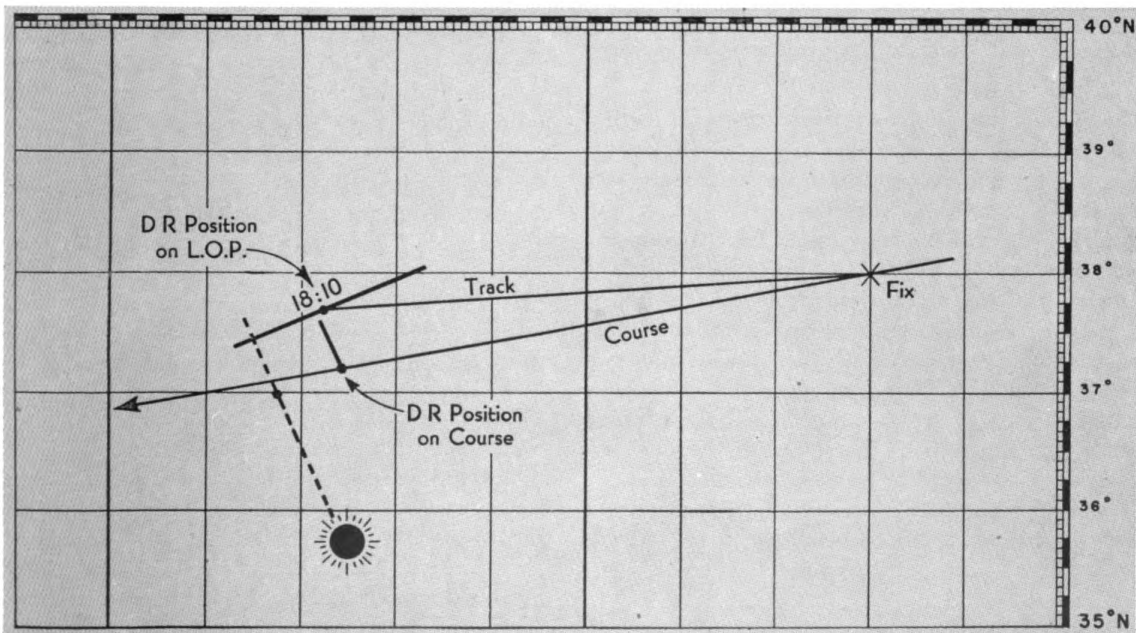 40°N
39°
D R Position
on L.O.P.
38°
18:10
Track
Fix
Course
37°
D R Position
on Course
36°
35°N